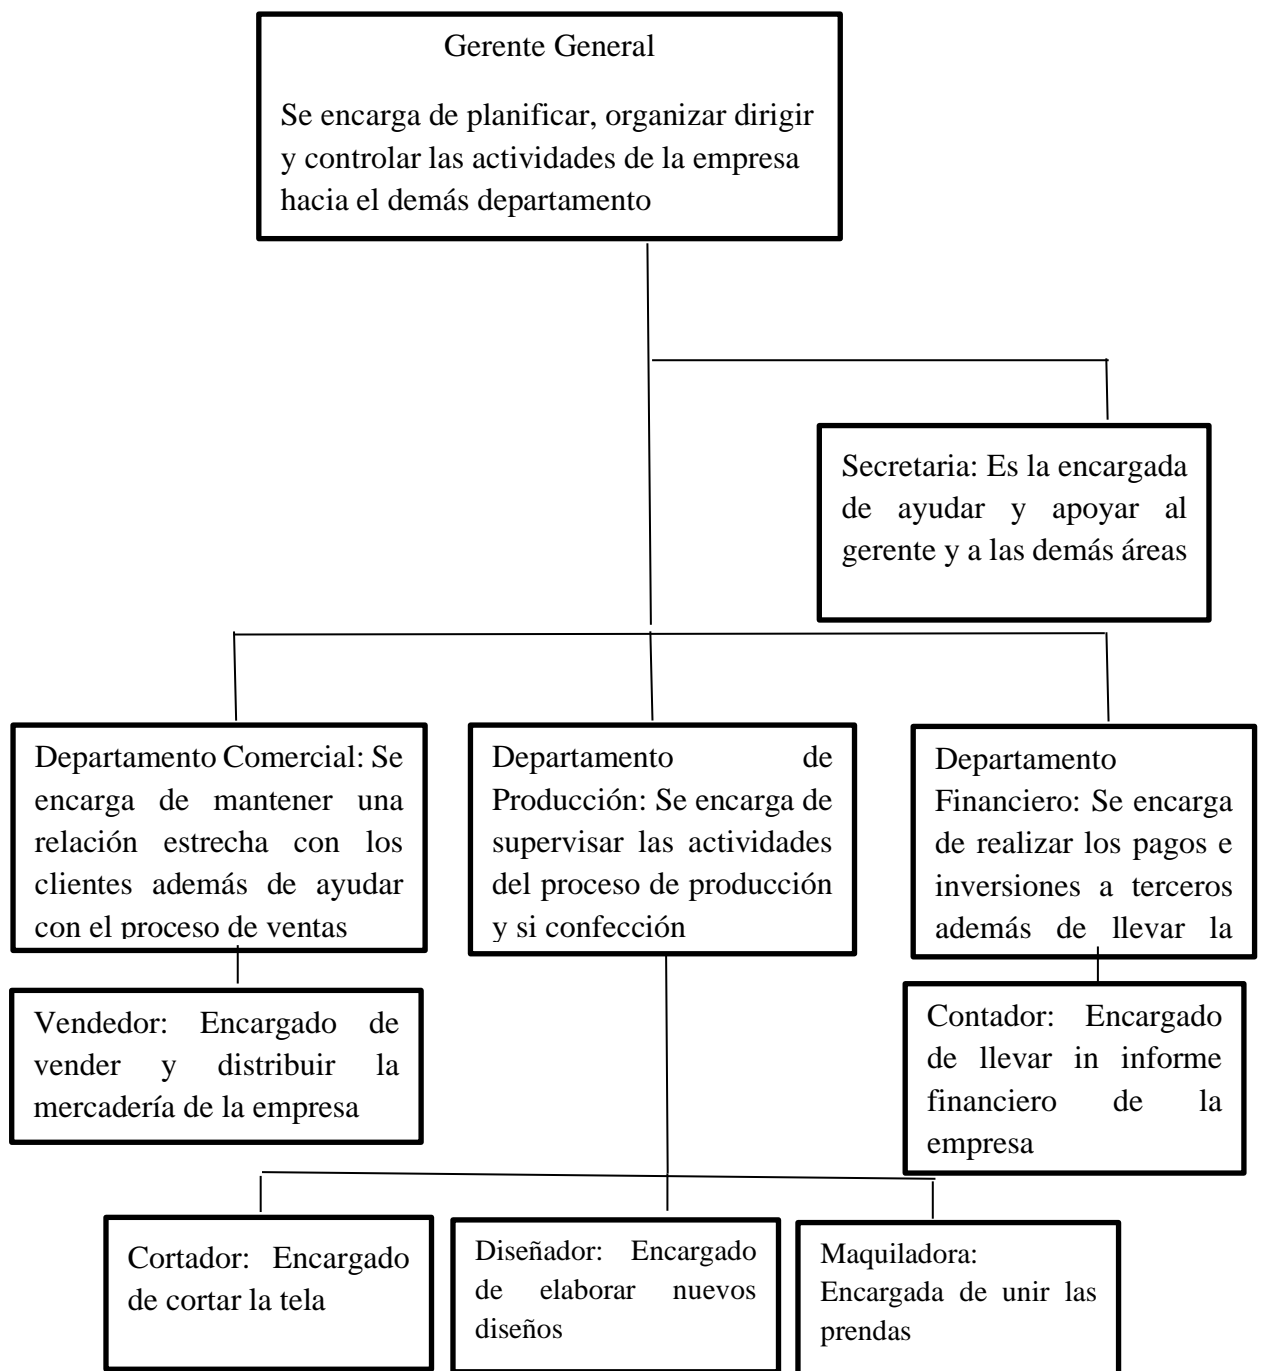 Gerente General
Se encarga de planificar, organizar dirigir
y controlar las actividades de la empresa
hacia el demás departamento
Secretaria: Es la encargada
de ayudar y apoyar al
gerente y a las demás áreas
Departamento Comercial: Se
encarga de mantener una
relación estrecha con los
clientes además de ayudar
con el proceso de ventas
Departamento de
Producción: Se encarga de
supervisar las actividades
del proceso de producción
y si confección
Departamento
Financiero: Se encarga
de realizar los pagos e
inversiones a terceros
además de llevar la
Vendedor: Encargado de
vender y distribuir la
mercadería de la empresa
Contador: Encargado
de llevar in informe
financiero de la
empresa
Cortador: Encargado
de cortar la tela
Diseñador: Encargado
de elaborar nuevos
diseños
Maquiladora:
Encargada de unir las
prendas